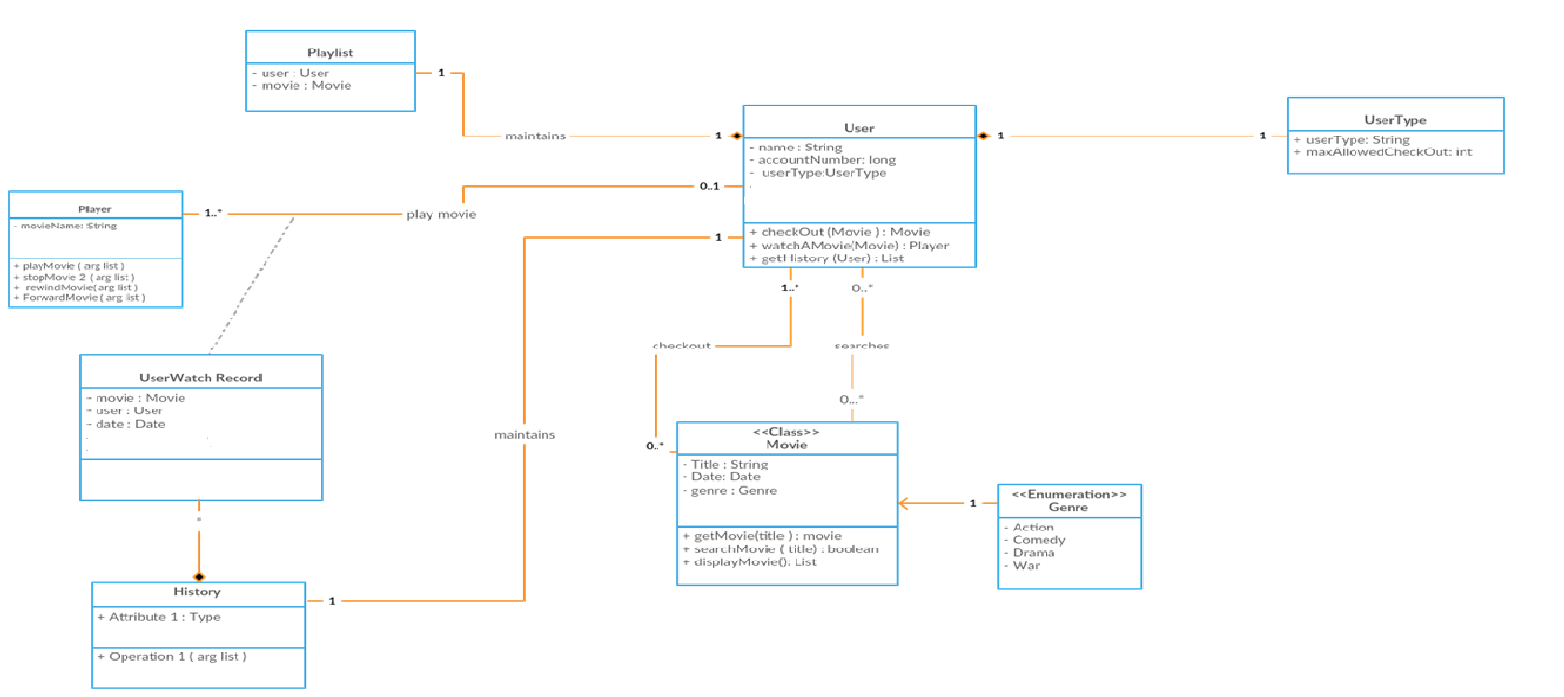 Playlist
- user : User
- movie : Movie
1
maintains
1
User
- name : String
- accountNumber: long
- userType:UserType
+ checkOut (Movie ) : Movie
+ watchAMovie(Movie) : Player
+ getHistory (User) : List
1
1
UserType
+ userType: String
+ maxAllowedCheckOut: int
Player
- movieName: String
+ playMovie ( arg list )
+ stopMovie 2 ( arg list )
+ rewindMovie( arg list )
+ ForwardMovie ( arg list )
1..*
play movie
0..1
1
UserWatch Record
- movie : Movie
- user : User
- date : Date
*
maintains
History
+ Attribute 1 : Type
+ Operation 1 ( arg list )
1
1..*
0..*
checkout
searches
0...*
0..*
<<Class>>
Movie
- Title : String
- Date: Date
- genre : Genre
+ getMovie(title ) : movie
+ searchMovie ( title) : boolean
+ displayMovie(): List
1
<<Enumeration>>
Genre
- Action
- Comedy
- Drama
- War